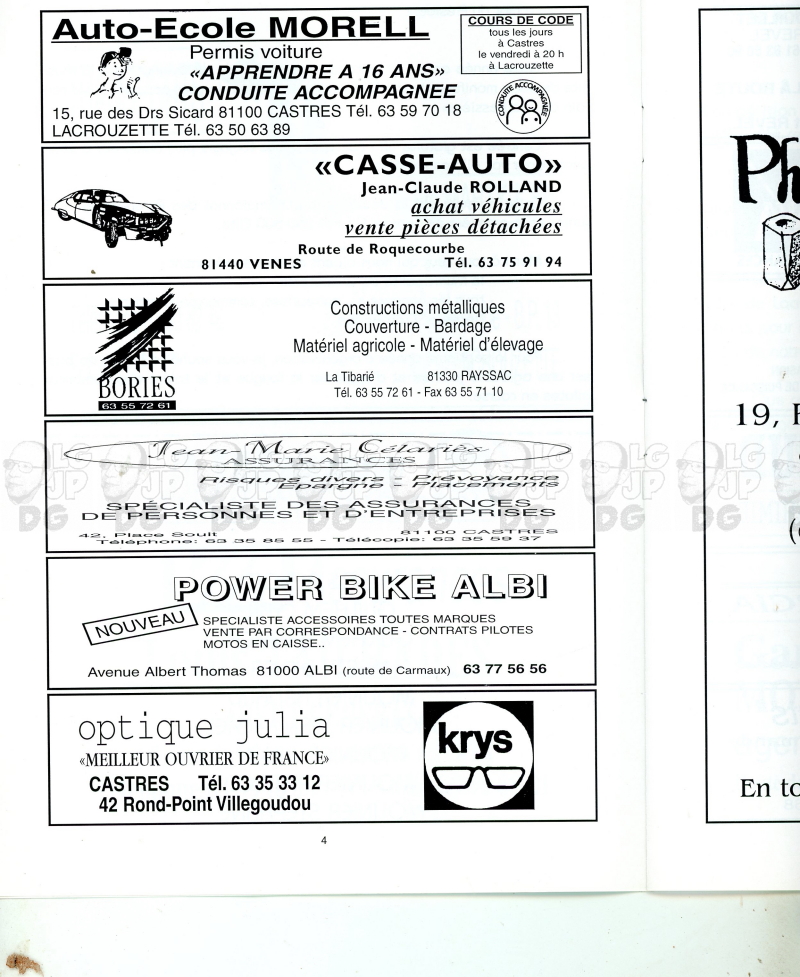 Auto-Ecole MORELL
Permis voiture
«APPRENDRE A 16 ANS»
CONDUITE ACCOMPAGNEE
15, rue des Drs Sicard 81100 CASTRES Tél. 63 59 70 18
LACROUZETTE Tél. 63 50 63 89
COURS DE CODE
tous les jours
à Castres
le vendredi à 20 h
à Lacrouzette
CONDUITE ACCOMPAGNÉE
«CASSE-AUTO»
Jean-Claude ROLLAND
achat véhicules
vente pièces détachées
Route de Roquecourbe
81440 VENES Tél. 63 75 91 94
BORIES
63 55 72 61
Constructions métalliques
Couverture - Bardage
Matériel agricole - Matériel d'élevage
La Tibarié 81330 RAYSSAC
Tél. 63 55 72 61 - Fax 63 55 71 10
Jean-Marie Célariès
ASSURANCES
Risques divers - Prévoyance
Epargne - Placements
SPÉCIALISTE DES ASSURANCES
DE PERSONNES ET D'ENTREPRISES
42, Place Soult 81100 CASTRES
Téléphone: 63 35 85 55 - Télécopie: 63 35 59 37
POWER BIKE ALBI
NOUVEAU
SPECIALISTE ACCESSOIRES TOUTES MARQUES
VENTE PAR CORRESPONDANCE - CONTRATS PILOTES
MOTOS EN CAISSE..
Avenue Albert Thomas 81000 ALBI (route de Carmaux) 63 77 56 56
optique julia
«MEILLEUR OUVRIER DE FRANCE»
CASTRES Tél. 63 35 33 12
42 Rond-Point Villegoudou
krys
4
Ph
19,
En to
LG JP DG